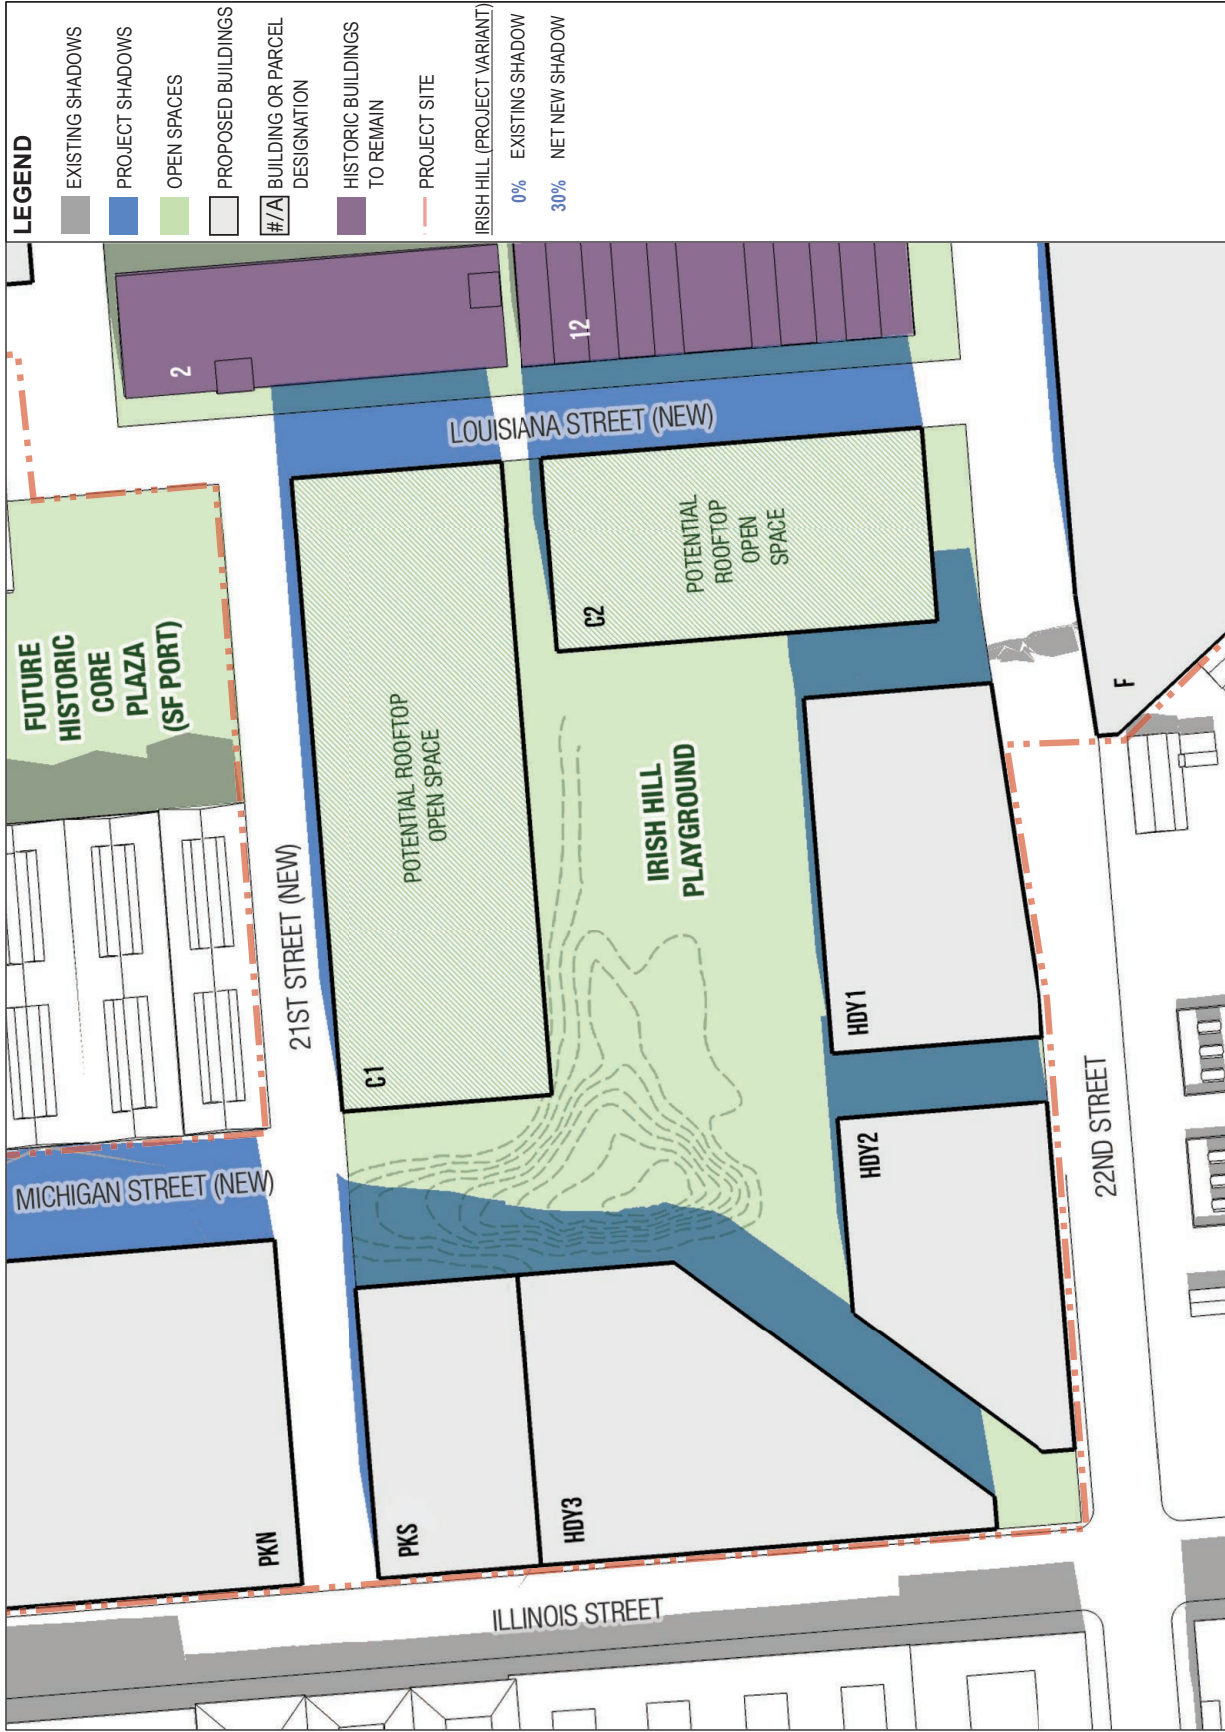 LEGEND
EXISTING SHADOWS
PROJECT SHADOWS
OPEN SPACES
PROPOSED BUILDINGS
#/A
BUILDING OR PARCEL
DESIGNATION
HISTORIC BUILDINGS
TO REMAIN
PROJECT SITE
IRISH HILL (PROJECT VARIANT)
0% EXISTING SHADOW
30% NET NEW SHADOW
FUTURE
HISTORIC
CORE
PLAZA
(SF PORT)
2
12
LOUISIANA STREET (NEW)
21ST STREET (NEW)
MICHIGAN STREET (NEW)
POTENTIAL ROOFTOP
OPEN SPACE
C1
POTENTIAL
ROOFTOP
OPEN
SPACE
C2
IRISH HILL
PLAYGROUND
F
HDY1
HDY2
22ND STREET
PKN
PKS
HDY3
ILLINOIS STREET